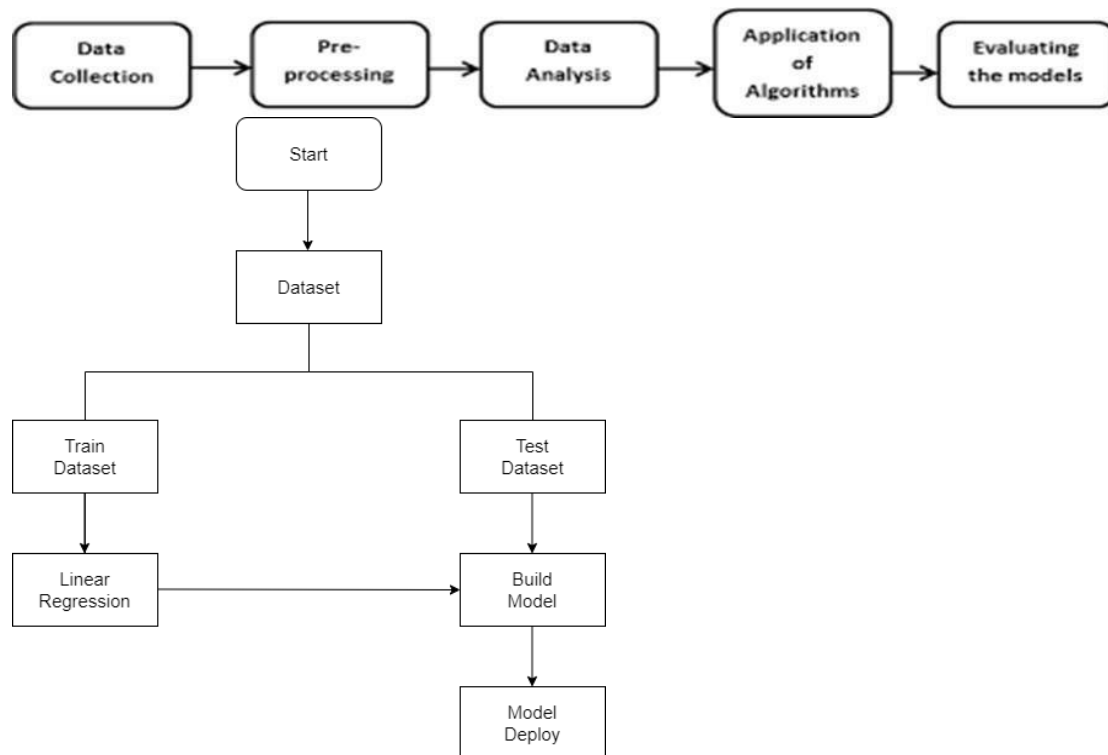 Data
Collection
Pre-
processing
Data
Analysis
Application
of
Algorithms
Evaluating
the models
Start
Dataset
Train
Dataset
Test
Dataset
Linear
Regression
Build
Model
Model
Deploy